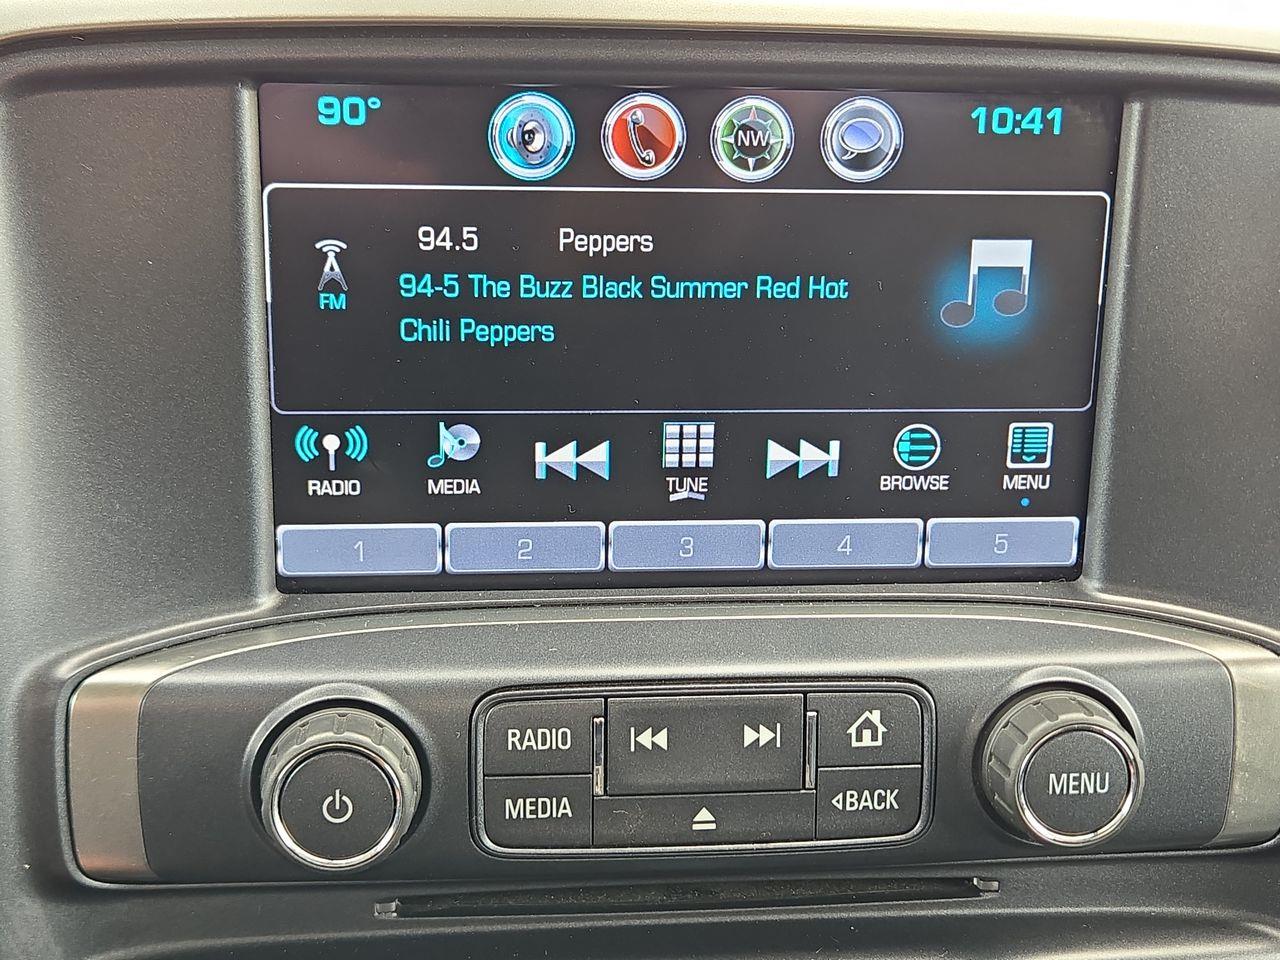 90°
NW
10:41
94.5 Peppers
94-5 The Buzz Black Summer Red Hot
Chili Peppers
FM
RADIO
MEDIA
TUNE
BROWSE
MENU
1 2 3 4 5
RADIO
MEDIA
BACK
MENU